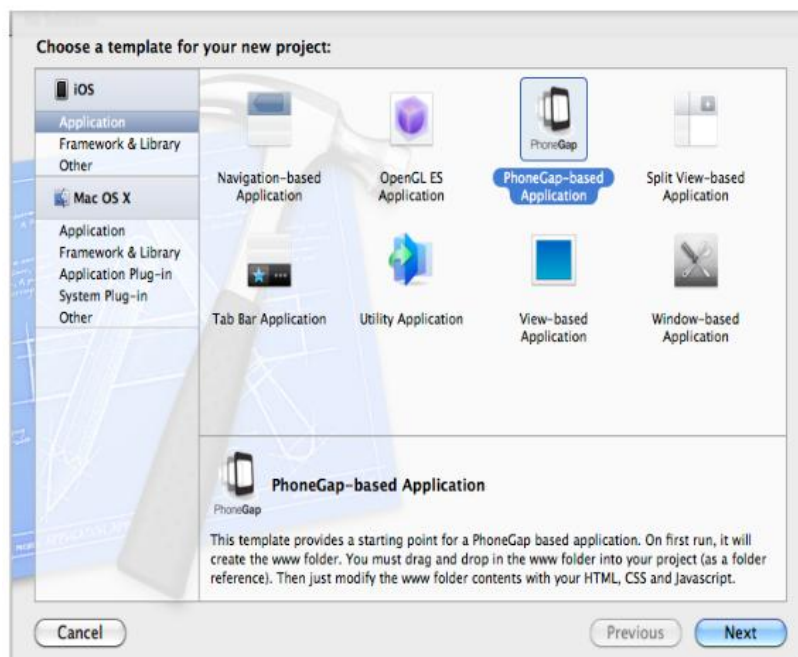 Choose a template for your new project:
iOS
Application
Framework & Library
Other
Mac OS X
Application
Framework & Library
Application Plug-in
System Plug-in
Other
Navigation-based
Application
OpenGL ES
Application
PhoneGap
PhoneGap-based
Application
Split View-based
Application
Tab Bar Application
Utility Application
View-based
Application
Window-based
Application
PhoneGap
PhoneGap-based Application
This template provides a starting point for a PhoneGap based application. On first run, it will
create the www folder. You must drag and drop in the www folder into your project (as a folder
reference). Then just modify the www folder contents with your HTML, CSS and Javascript.
Cancel
Previous
Next